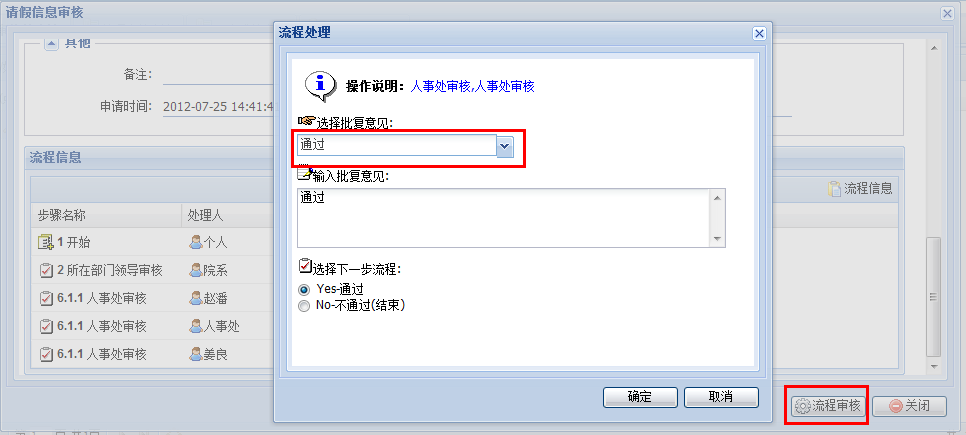 请假信息审核
其他
备注:
申请时间: 2012-07-25 14:41:4
流程信息
流程信息
步骤名称 处理人
1 开始 个人
2 所在部门领导审核 院系
6.1.1 人事处审核 赵潘
6.1.1 人事处审核 人事处
6.1.1 人事处审核 姜良
流程审核 关闭
流程处理
操作说明: 人事处审核,人事处审核
选择批复意见:
通过
输入批复意见:
通过
选择下一步流程:
Yes-通过
No-不通过(结束)
确定 取消